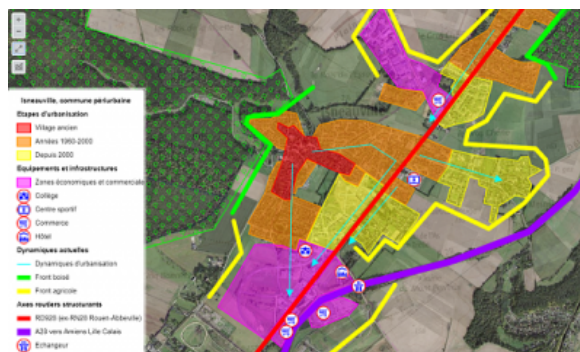 Isneauville, commune périurbaine
Etapes d'urbanisation
Village ancien
Années 1960-2000
Depuis 2000
Equipements et infrastructures
Zones économiques et commerciales
Collège
Centre sportif
Commerce
Hôtel
Dynamiques actuelles
Dynamiques d'urbanisation
Front boisé
Front agricole
Axes routiers structurants
RD928 (ex-RN28 Rouen-Abbeville)
A29 vers Amiens Lille Calais
Echangeur